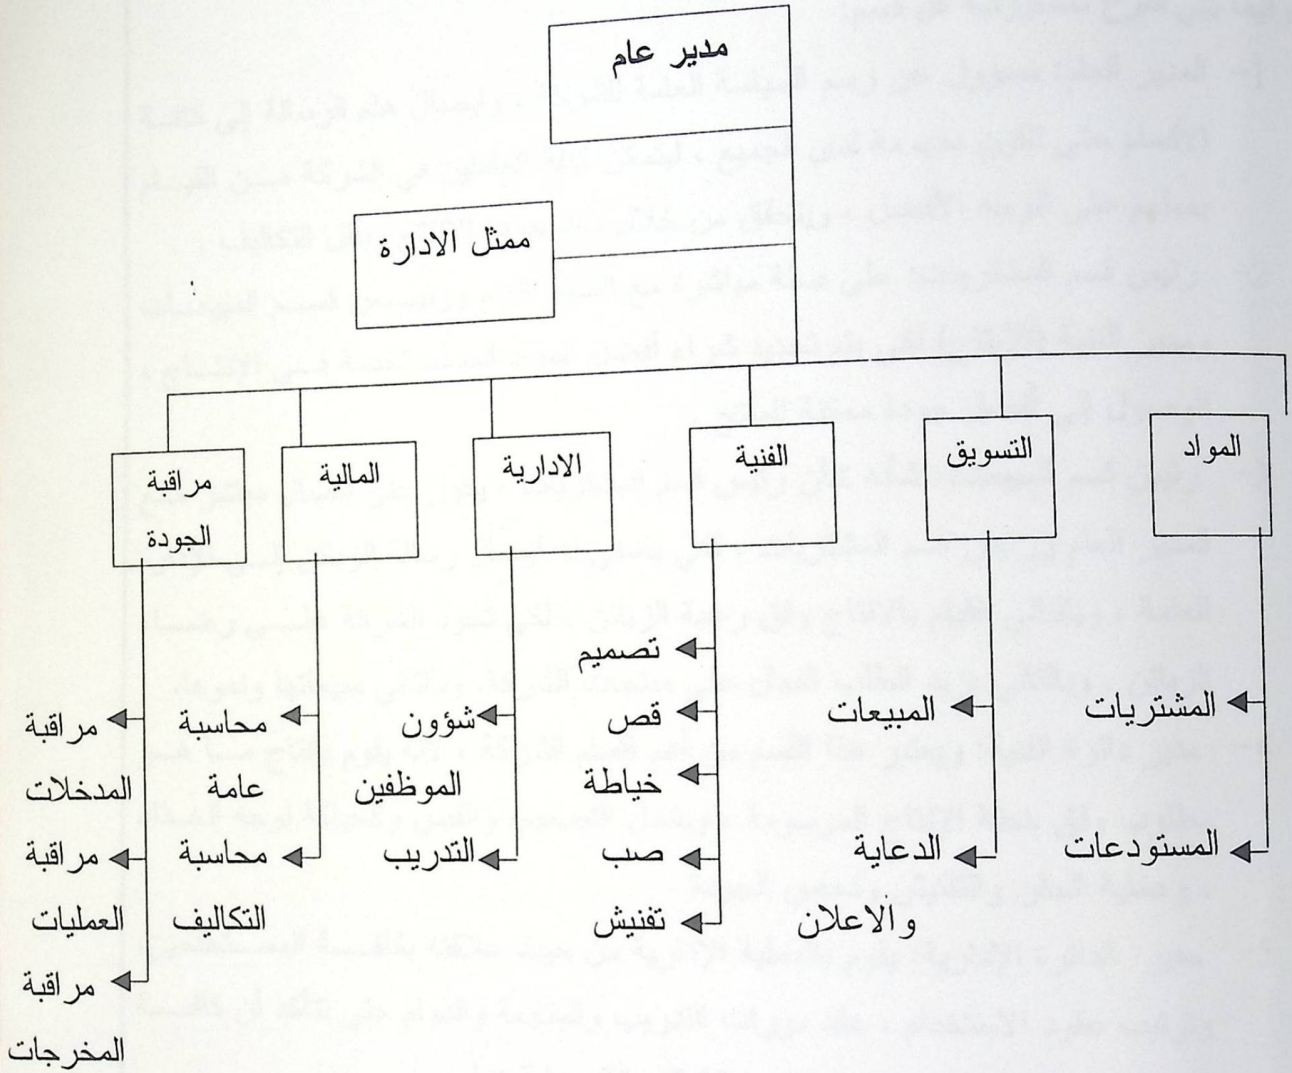 مدير عام
ممثل الادارة
المواد
المشتريات
المستودعات
التسويق
المبيعات
الدعاية
والاعلان
الفنية
تصميم
قص
خياطة
صب
تفنيش
الادارية
شؤون
الموظفين
التدريب
المالية
محاسبة
عامة
محاسبة
التكاليف
مراقبة
الجودة
مراقبة
المدخلات
مراقبة
العمليات
مراقبة
المخرجات